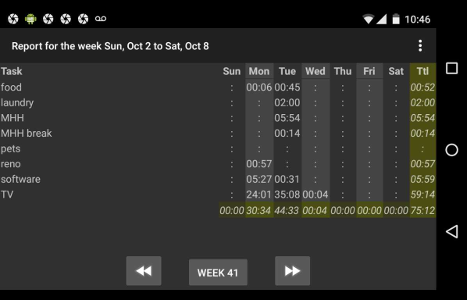 10:46
Report for the week Sun, Oct 2 to Sat, Oct 8
Task Sun Mon Tue Wed Thu Fri Sat Ttl
food : 00:06 00:45 : : : : 00:52
laundry : : 02:00 : : : : 02:00
MHH : : 05:54 : : : : 05:54
MHH break : : 00:14 : : : : 00:14
pets : : : : : : : :
reno : 00:57 : : : : : 00:57
software : 05:27 00:31 : : : : 05:59
TV : 24:01 35:08 00:04 : : : 59:14
00:00 30:34 44:33 00:04 00:00 00:00 00:00 75:12
WEEK 41